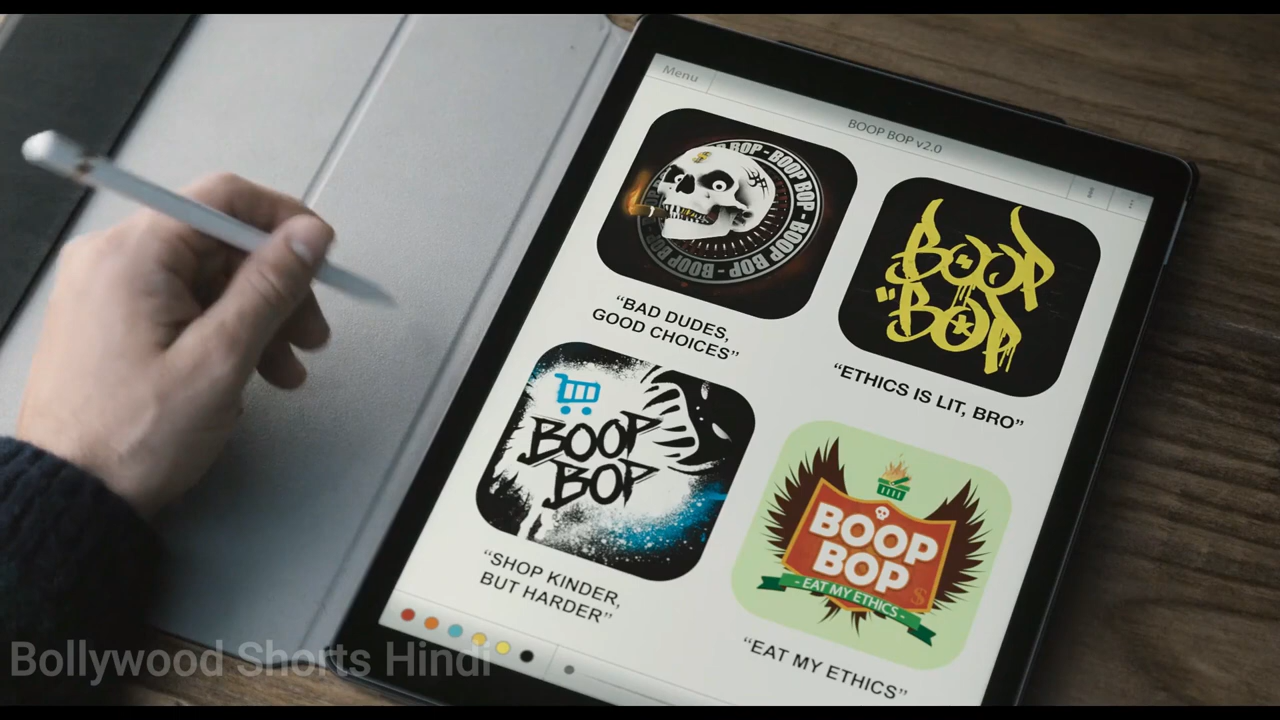 Menu
BOOP BOP v2.0
BOP - BOOP BOP - BOOP BOP - BOOP BOP - BOOP
“BAD DUDES,
GOOD CHOICES”
BOOP
BOP
“ETHICS IS LIT, BRO”
BOOP
BOP
“SHOP KINDER,
BUT HARDER”
BOOP
BOP
$
- EAT MY ETHICS -
“EAT MY ETHICS”
Bollywood Shorts Hindi